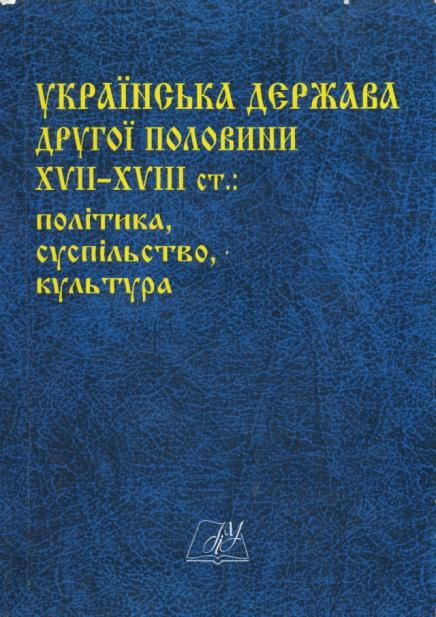 УКРАЇНСЬКА ДЕРЖАВА
ДРУГОЇ ПОЛОВИНИ
XVII–XVIII ст.:
політика,
суспільство,
культура